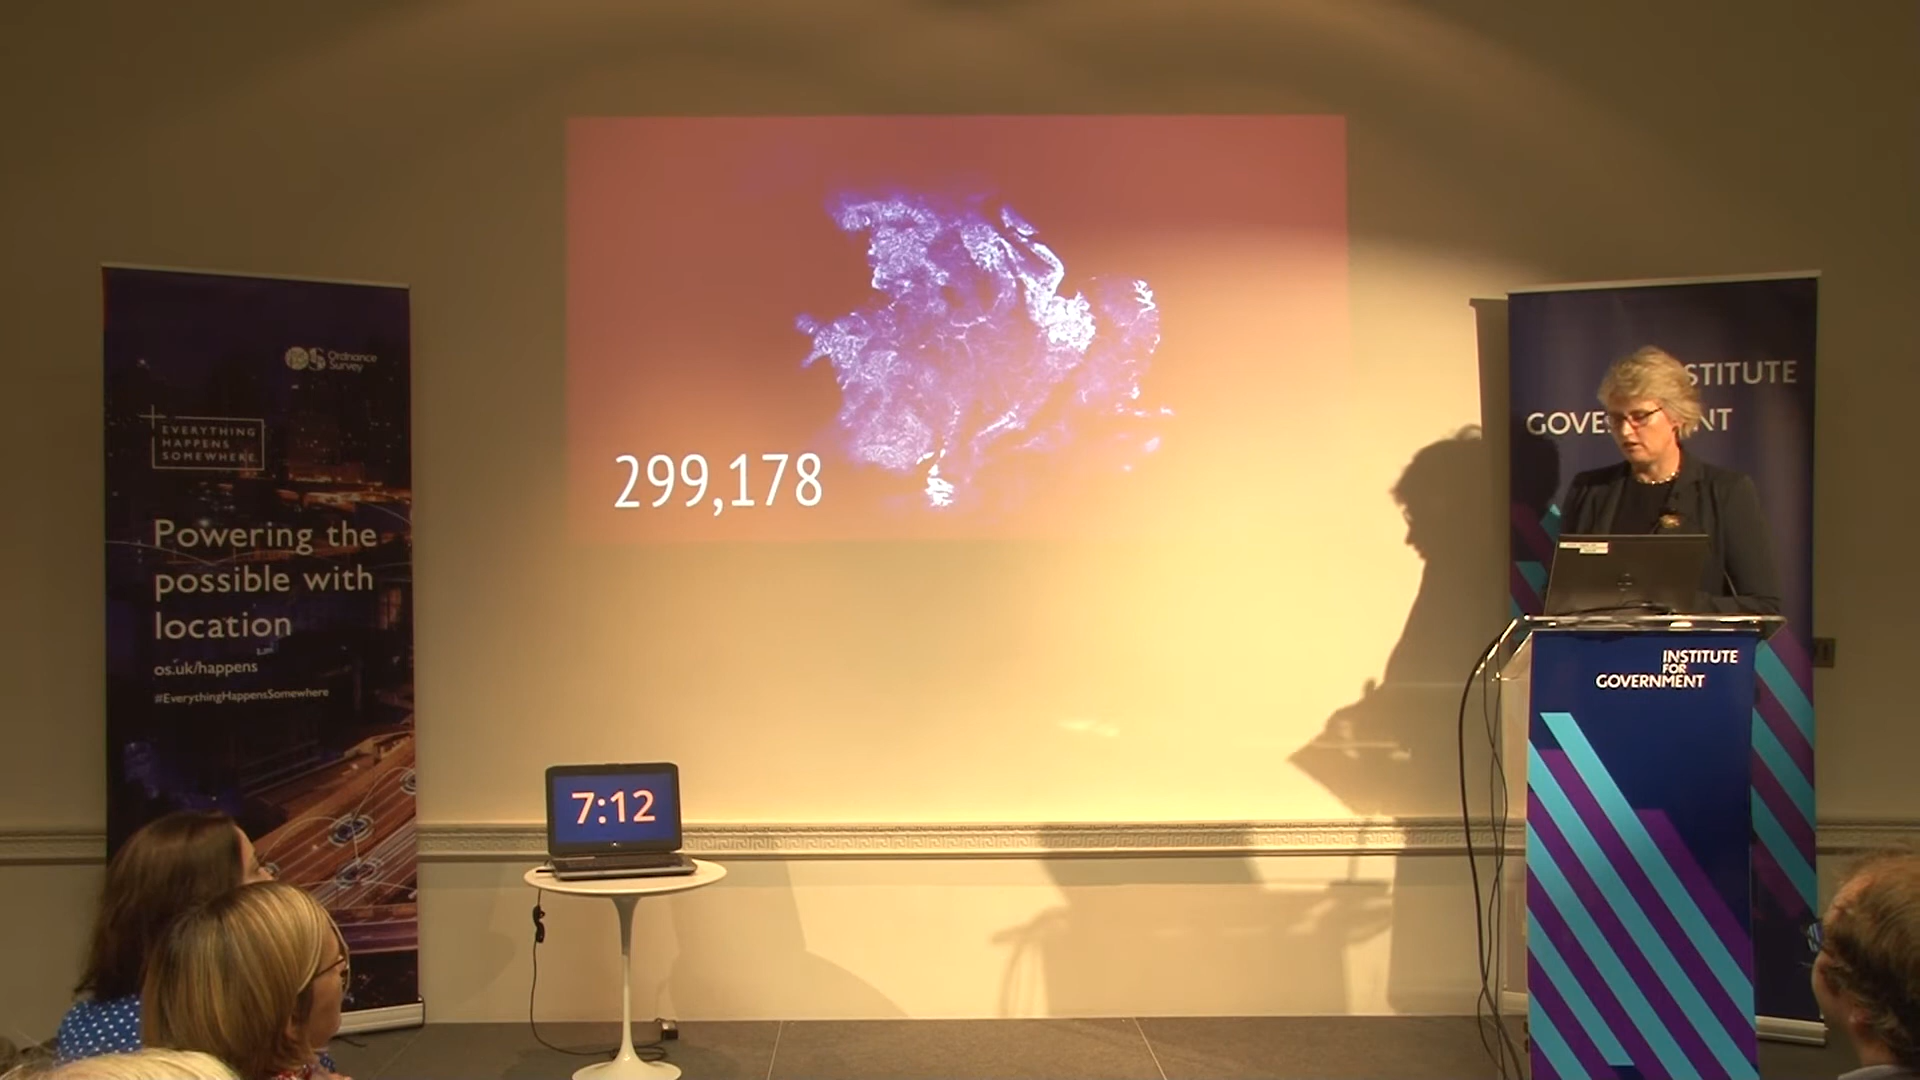 Ordnance
Survey
EVERYTHING
HAPPENS
SOMEWHERE.
Powering the
possible with
location
os.uk/happens
#EverythingHappensSomewhere
299,178
7:12
STITUTE
GOVE
NT
INSTITUTE
FOR
GOVERNMENT